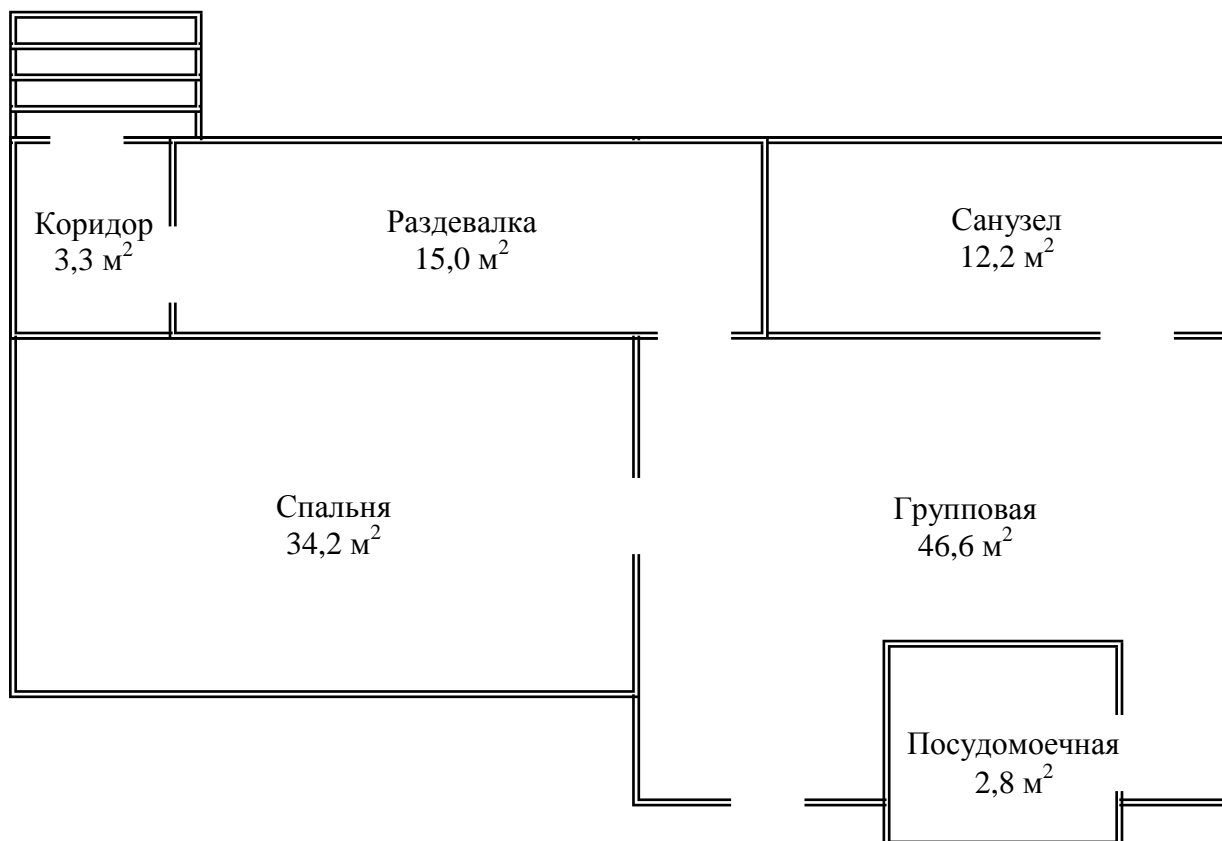 Коридор
3,3 м²
Раздевалка
15,0 м²
Санузел
12,2 м²
Спальня
34,2 м²
Групповая
46,6 м²
Посудомоечная
2,8 м²